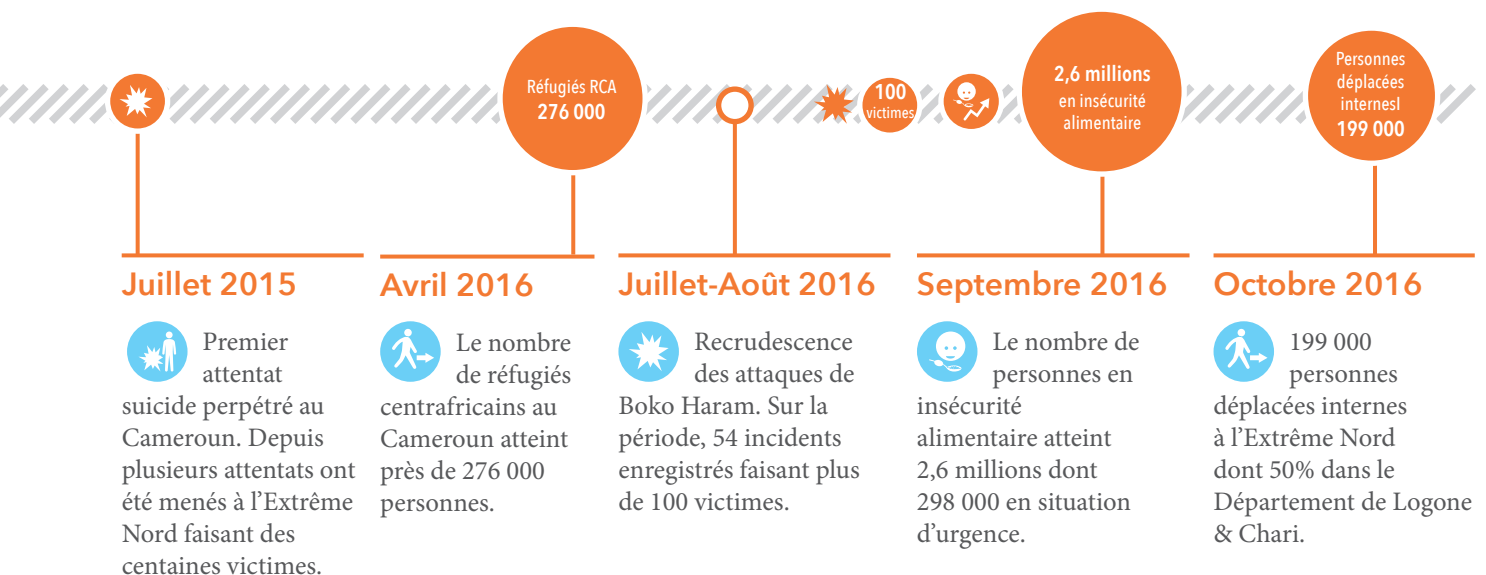 Réfugiés RCA
276 000
100
victimes
2,6 millions
en insécurité
alimentaire
Personnes
déplacées
internesl
199 000
Juillet 2015
Premier
attentat
suicide perpétré au
Cameroun. Depuis
plusieurs attentats ont
été menés à l’Extrême
Nord faisant des
centaines victimes.
Avril 2016
Le nombre
de réfugiés
centrafricains au
Cameroun atteint
près de 276 000
personnes.
Juillet-Août 2016
Recrudescence
des attaques de
Boko Haram. Sur la
période, 54 incidents
enregistrés faisant plus
de 100 victimes.
Septembre 2016
Le nombre de
personnes en
insécurité
alimentaire atteint
2,6 millions dont
298 000 en situation
d’urgence.
Octobre 2016
199 000
personnes
déplacées internes
à l’Extrême Nord
dont 50% dans le
Département de Logone
& Chari.